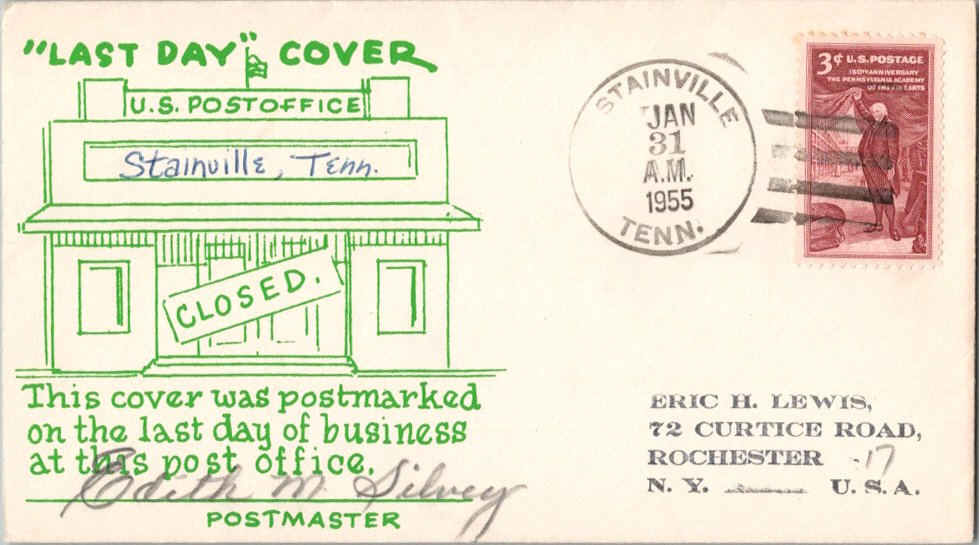 "LAST DAY" COVER
U.S. POSTOFFICE
Stainville, Tenn.
CLOSED.
This cover was postmarked
on the last day of business
at this post office.
Edith M Silvey
POSTMASTER
STAINVILLE
JAN
31
A.M.
1955
TENN.
3¢ U.S. POSTAGE
150TH ANNIVERSARY
THE PENNSYLVANIA ACADEMY
OF THE FINE ARTS
ERIC H. LEWIS,
72 CURTICE ROAD,
ROCHESTER -17
N. Y. U. S. A.